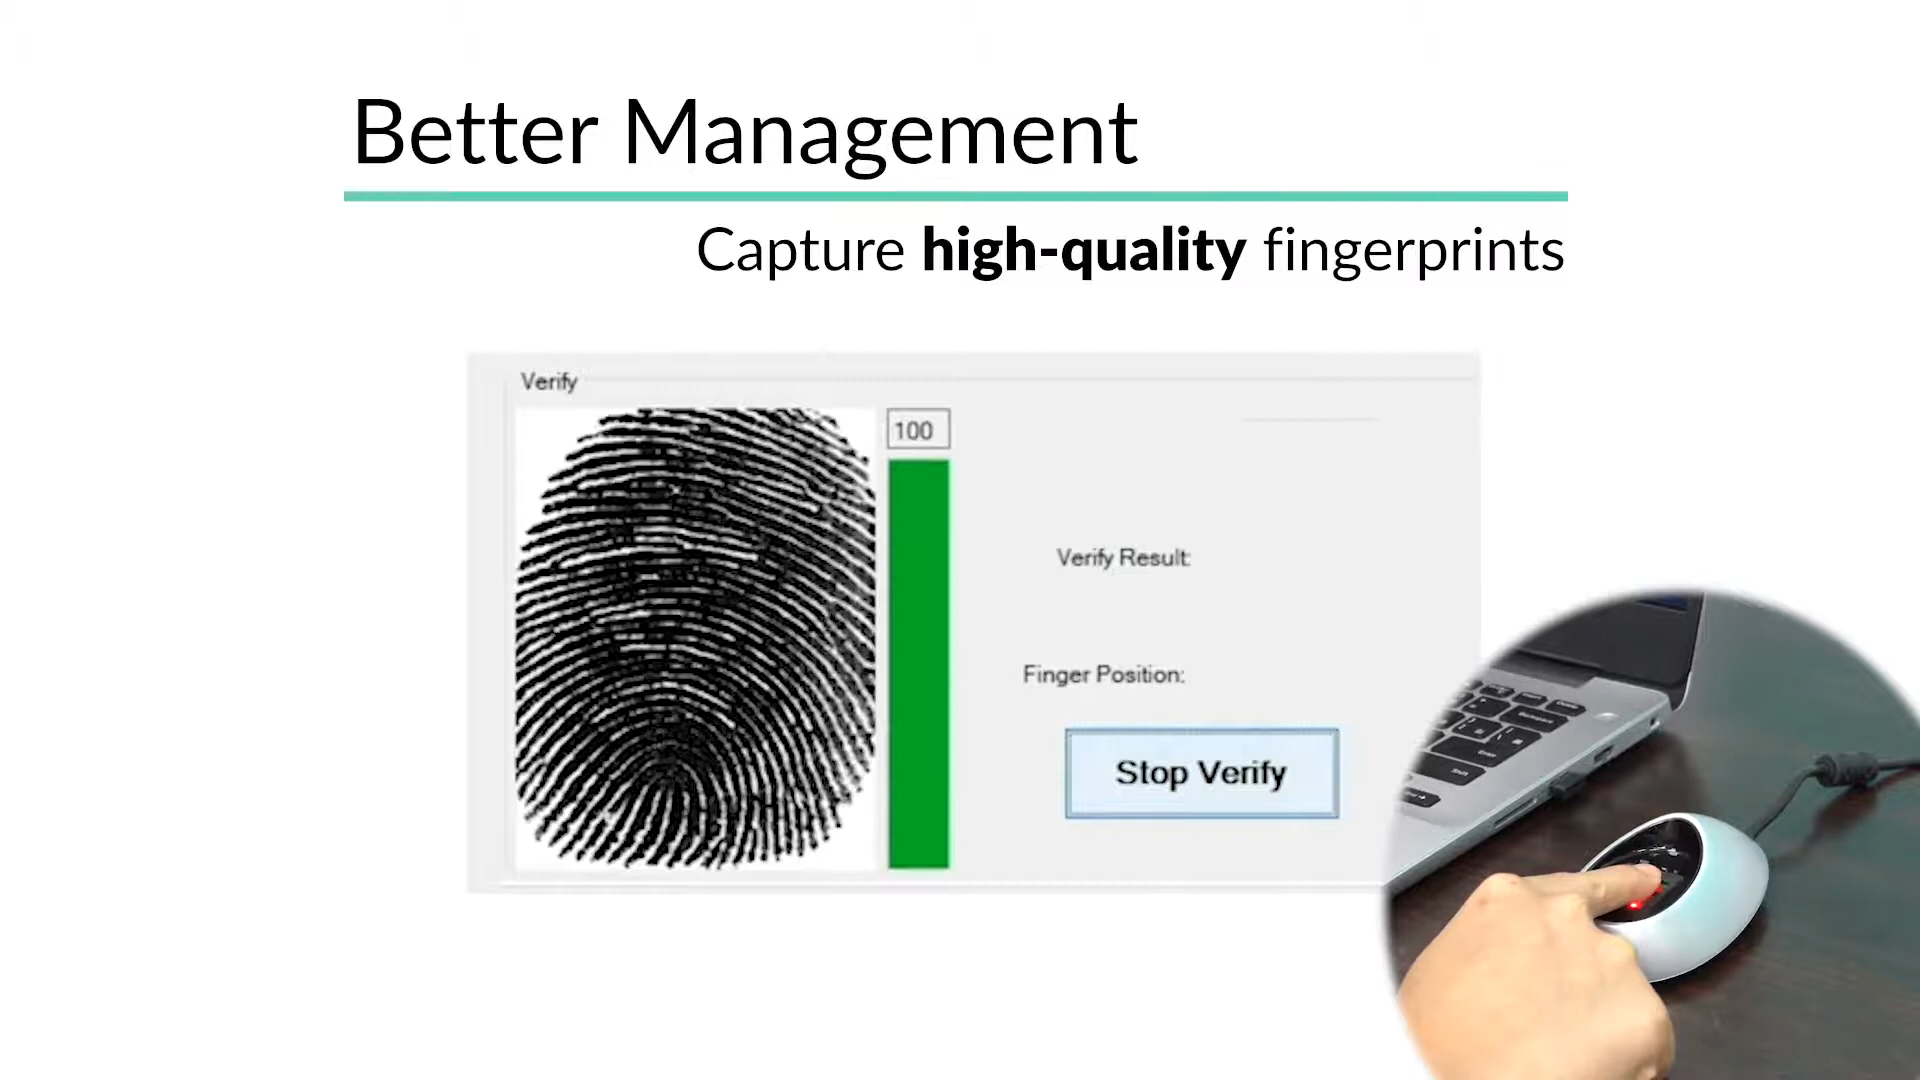 Better Management
Capture high-quality fingerprints
Verify
100
Verify Result:
Finger Position:
Stop Verify